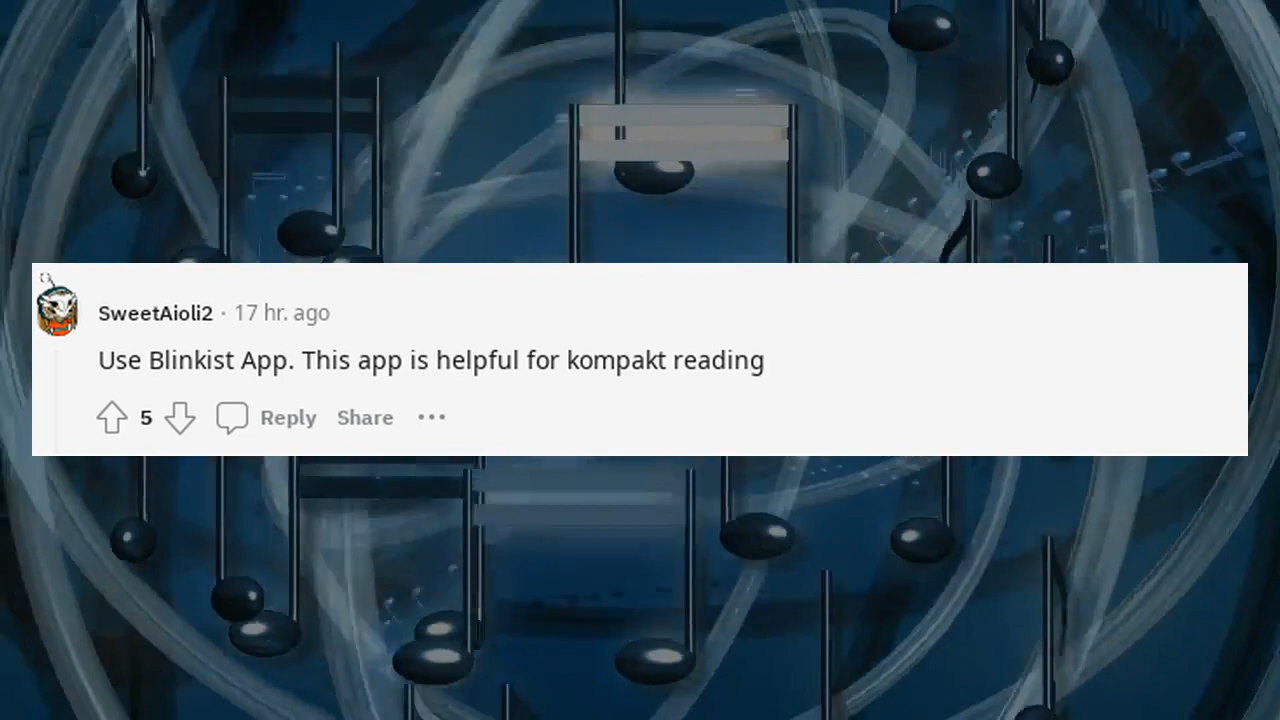 SweetAioli2 · 17 hr. ago
Use Blinkist App. This app is helpful for kompakt reading
5 Reply Share ···